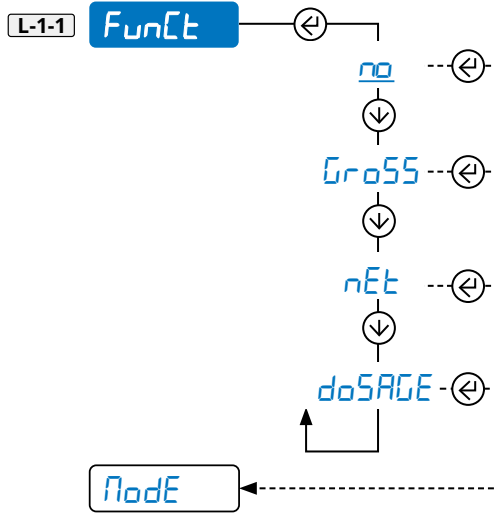 L-1-1 FunCt
no
GroSS
nEt
doSAGE
ModE